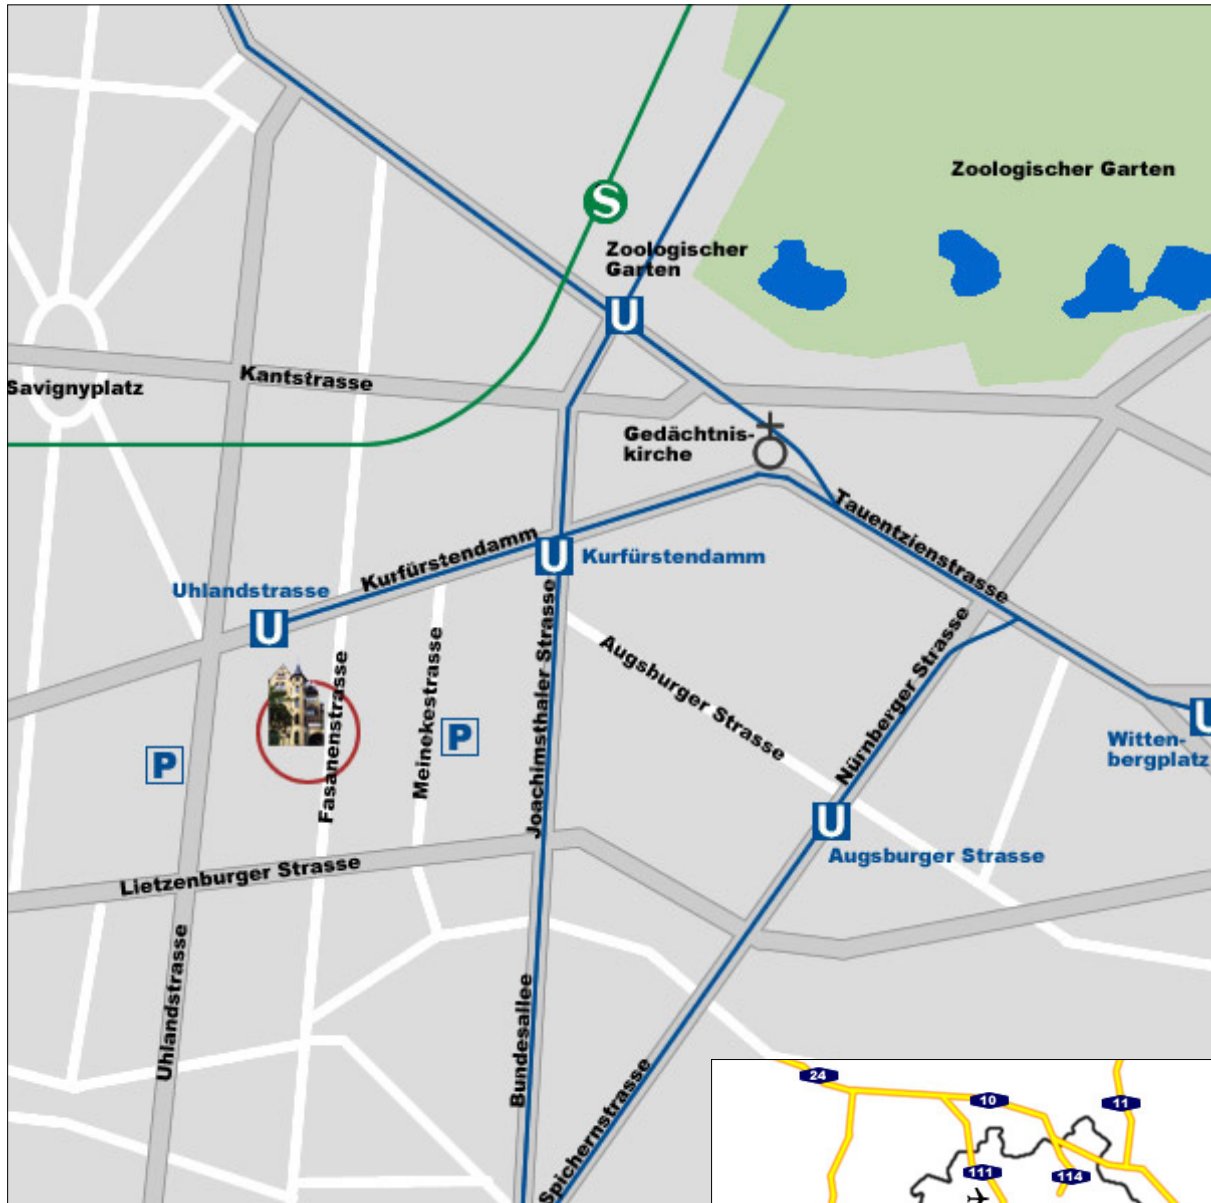 Zoologischer Garten
S
Zoologischer
Garten
U
Kantstrasse
Savignyplatz
Gedächtnis-
kirche
Tauentzienstrasse
Kurfürstendamm
U
Kurfürstendamm
Uhlandstrasse
U
Fasanenstrasse
Meinekestrasse
Joachimsthaler Strasse
Augsburger Strasse
Nürnberger Strasse
U
Witten-
bergplatz
P
P
U
Augsburger Strasse
Lietzenburger Strasse
Uhlandstrasse
Bundesallee
Spichernstrasse
24
10
11
111
114